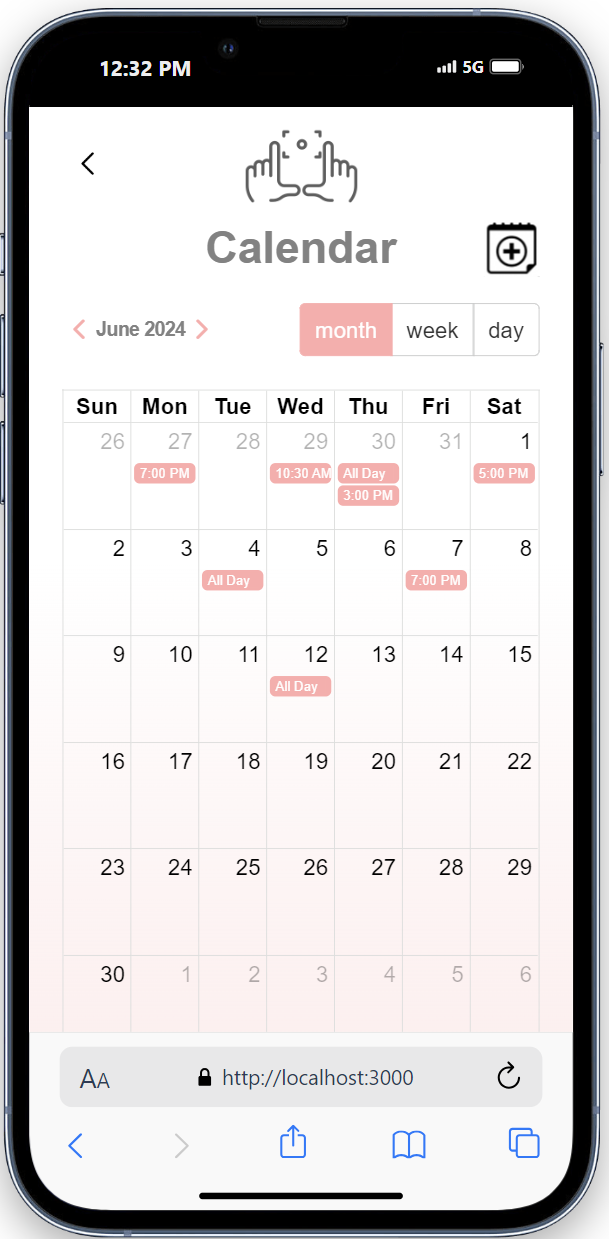 12:32 PM 5G
Calendar
June 2024 month week day
Sun Mon Tue Wed Thu Fri Sat
26 27 28 29 30 31 1
7:00 PM 10:30 AM All Day 5:00 PM
3:00 PM
2 3 4 5 6 7 8
All Day 7:00 PM
9 10 11 12 13 14 15
All Day
16 17 18 19 20 21 22
23 24 25 26 27 28 29
30 1 2 3 4 5 6
AA http://localhost:3000